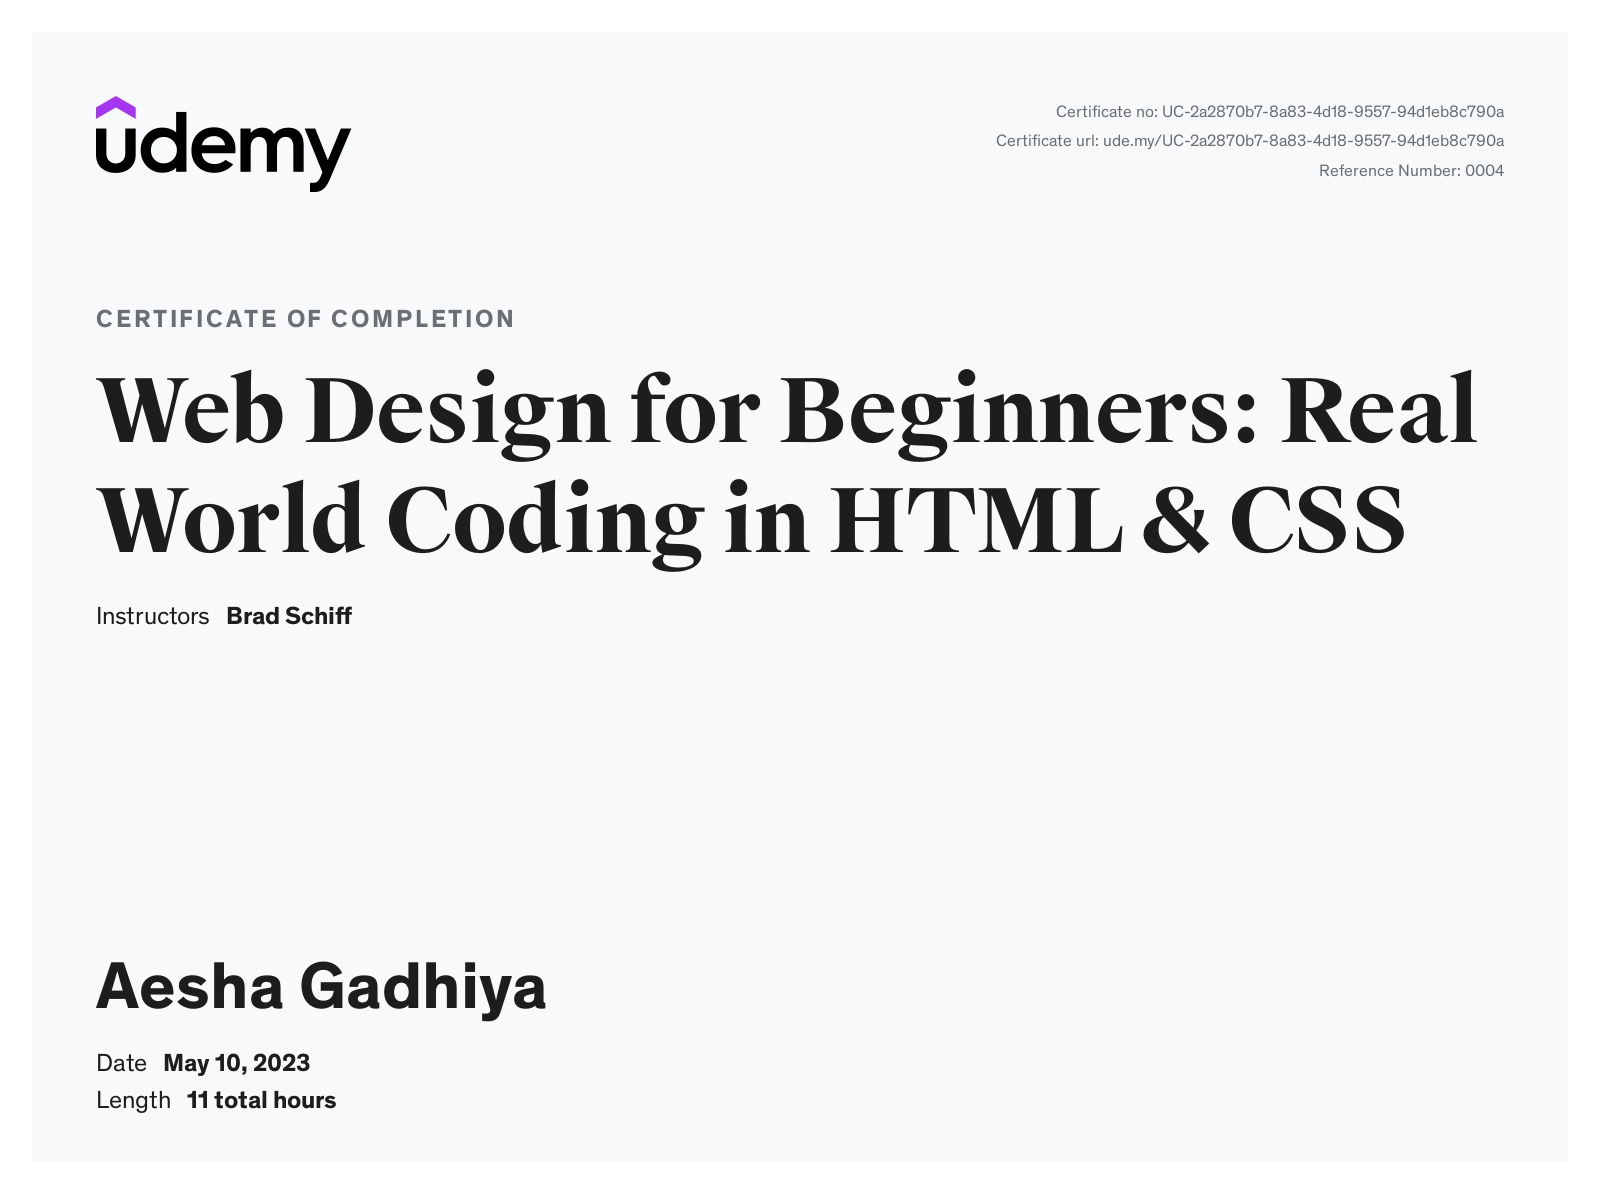 udemy
Certificate no: UC-2a2870b7-8a83-4d18-9557-94d1eb8c790a
Certificate url: ude.my/UC-2a2870b7-8a83-4d18-9557-94d1eb8c790a
Reference Number: 0004
CERTIFICATE OF COMPLETION
Web Design for Beginners: Real
World Coding in HTML & CSS
Instructors Brad Schiff
Aesha Gadhiya
Date May 10, 2023
Length 11 total hours